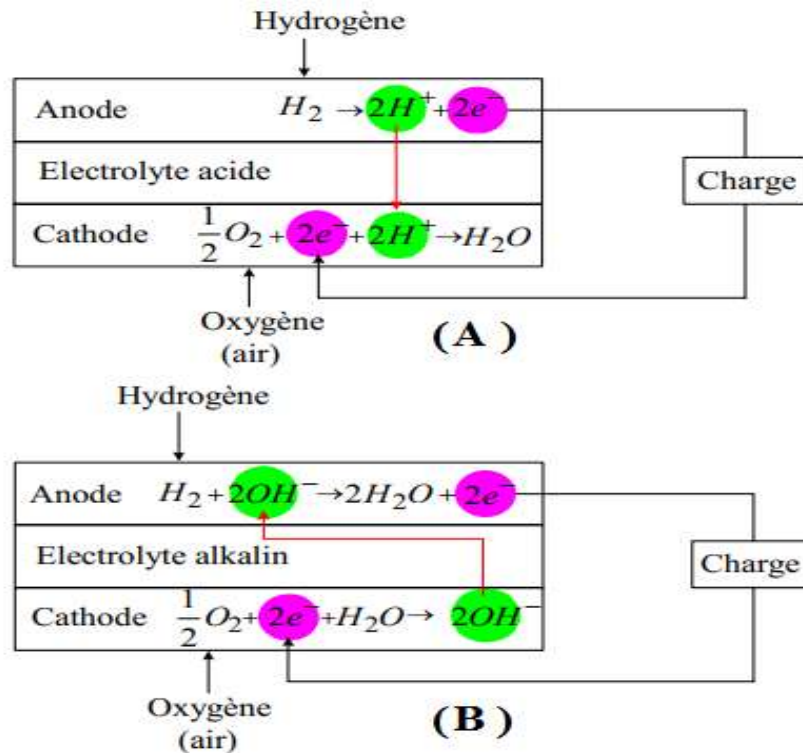 Hydrogène
Anode H₂ → 2H⁺ + 2e⁻
Charge
Electrolyte acide
Cathode 1/2 O₂ + 2e⁻ + 2H⁺ → H₂O
Oxygène
(air)
(A)
Hydrogène
Anode H₂ + 2OH⁻ → 2H₂O + 2e⁻
Electrolyte alkalin
Charge
Cathode 1/2 O₂ + 2e⁻ + H₂O → 2OH⁻
Oxygène
(air)
(B)